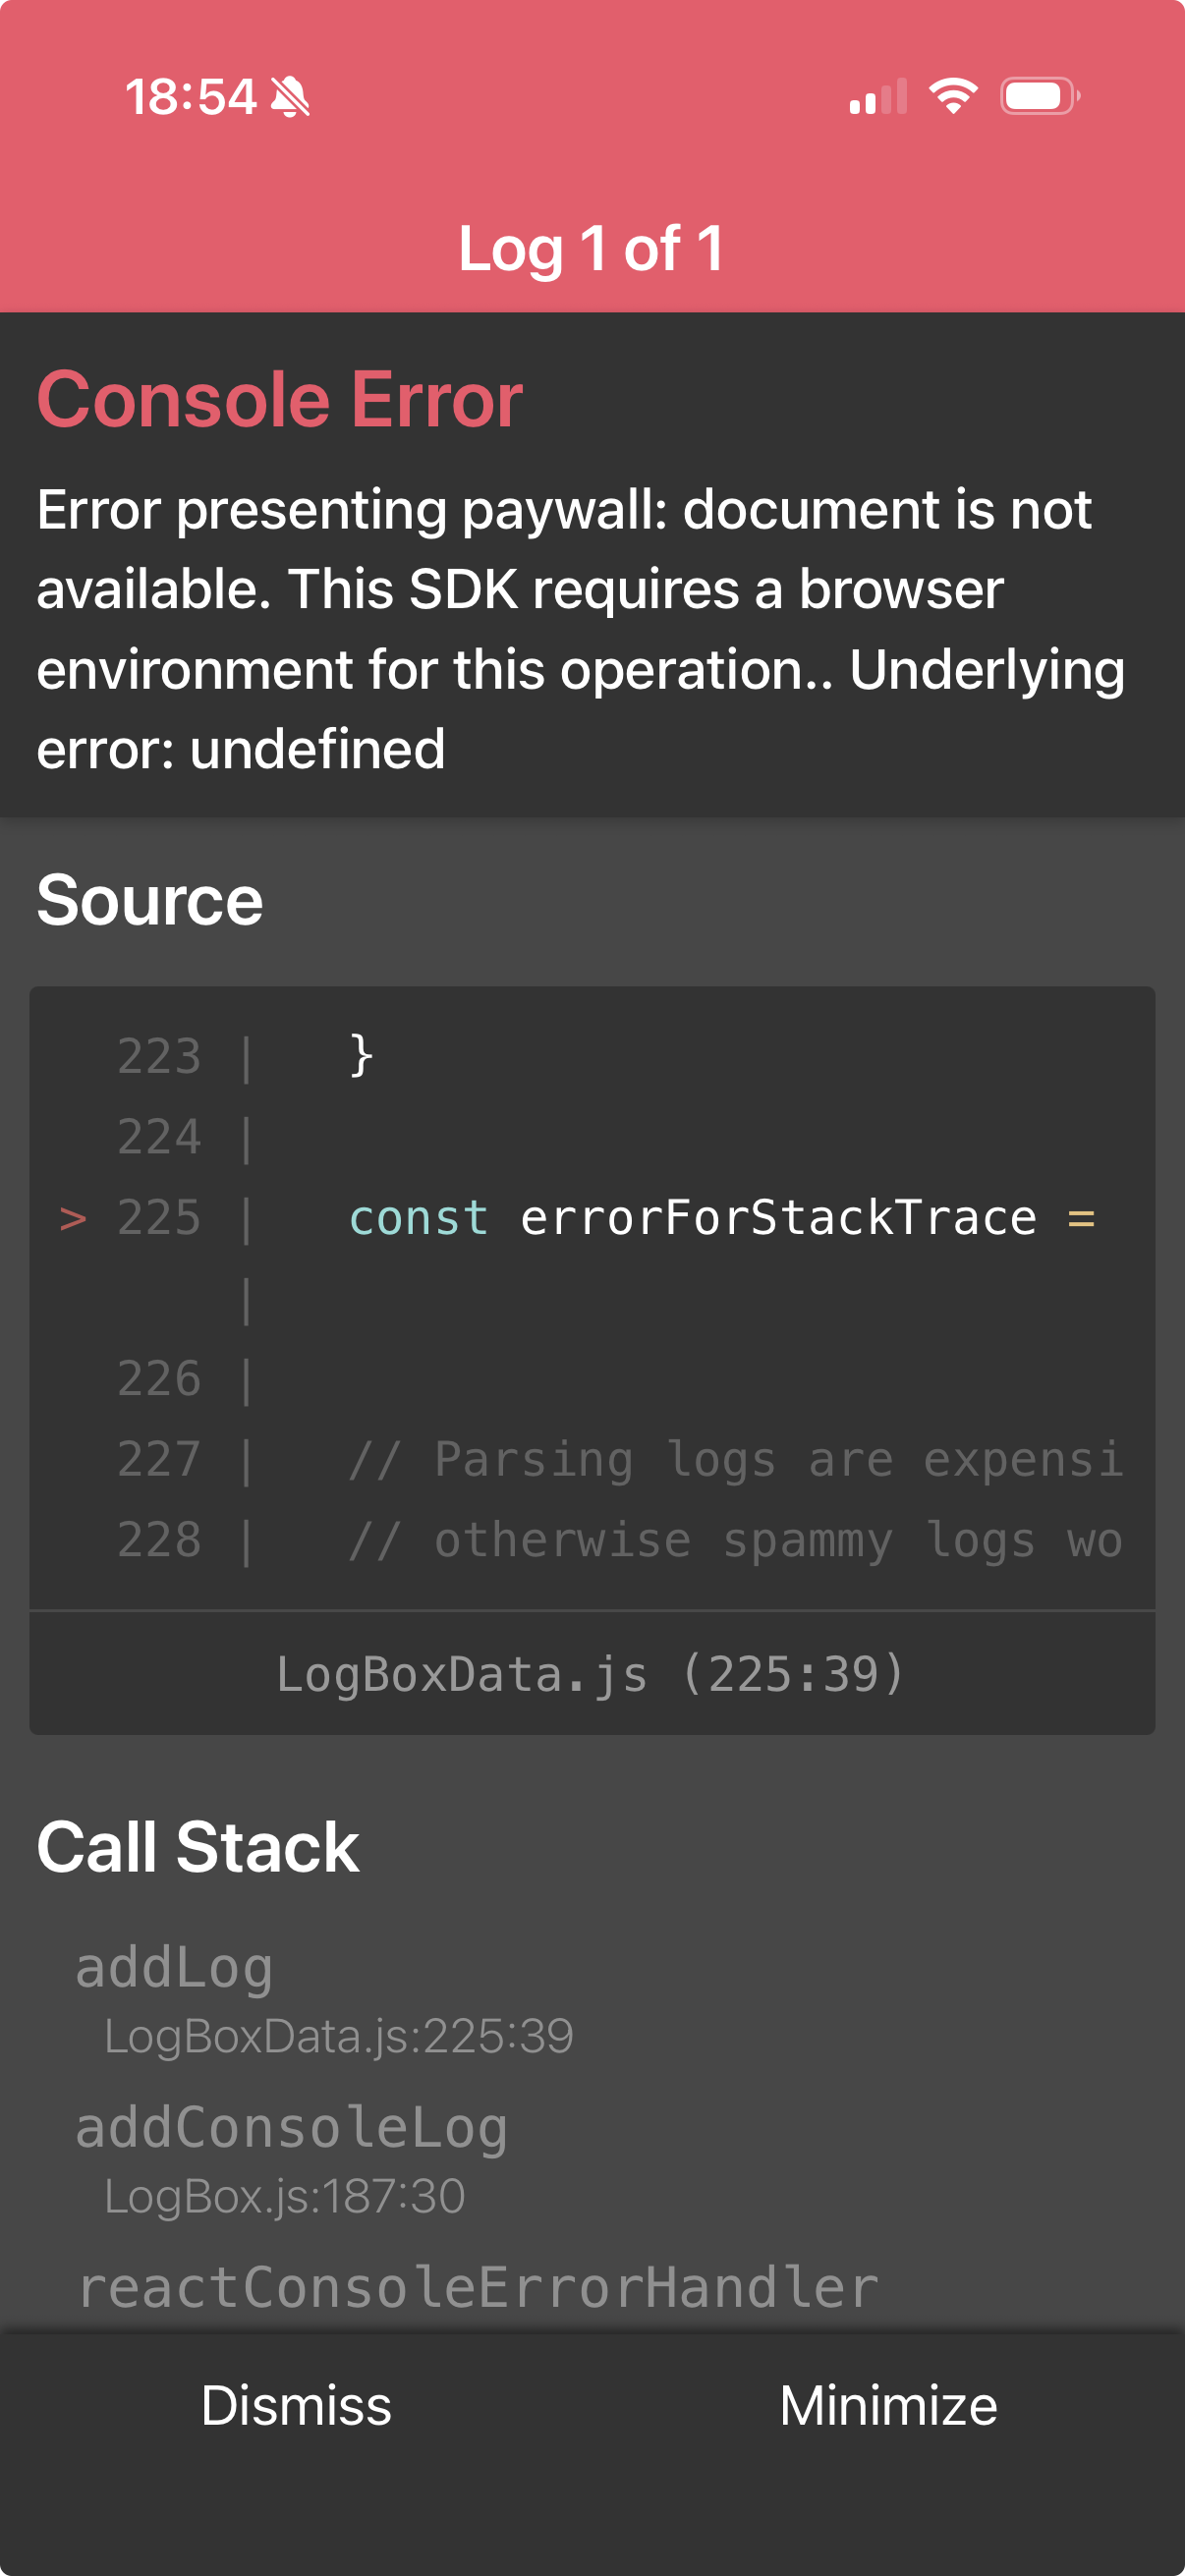 18:54
Log 1 of 1
Console Error
Error presenting paywall: document is not
available. This SDK requires a browser
environment for this operation.. Underlying
error: undefined
Source
223 | }
224 |
> 225 | const errorForStackTrace =
|
226 |
227 | // Parsing logs are expensi
228 | // otherwise spammy logs wo
LogBoxData.js (225:39)
Call Stack
addLog
LogBoxData.js:225:39
addConsoleLog
LogBox.js:187:30
reactConsoleErrorHandler
Dismiss
Minimize